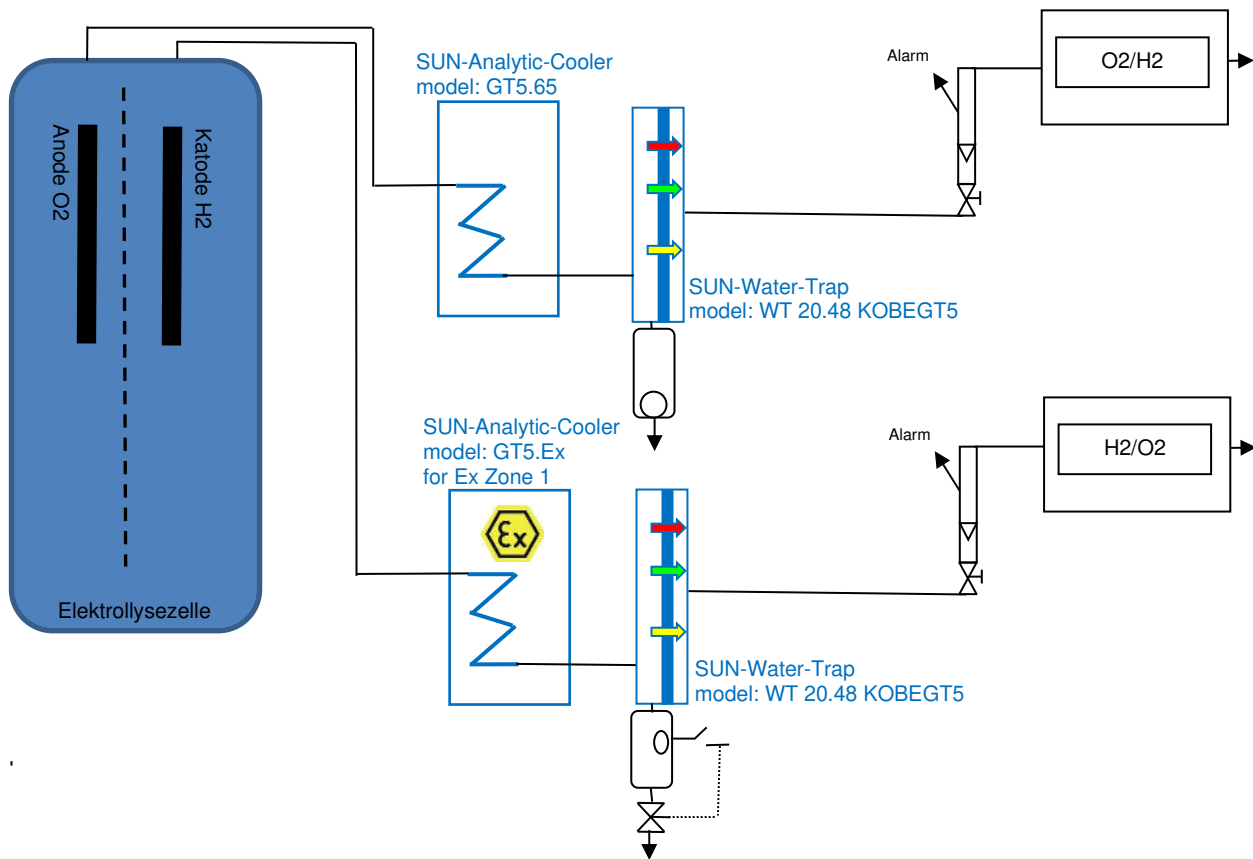 SUN-Analytic-Cooler
model: GT5.65
Alarm
O2/H2
Anode O2
Katode H2
SUN-Water-Trap
model: WT 20.48 KOBEGT5
SUN-Analytic-Cooler
model: GT5.Ex
for Ex Zone 1
Alarm
H2/O2
Ex
Elektrollysezelle
SUN-Water-Trap
model: WT 20.48 KOBEGT5